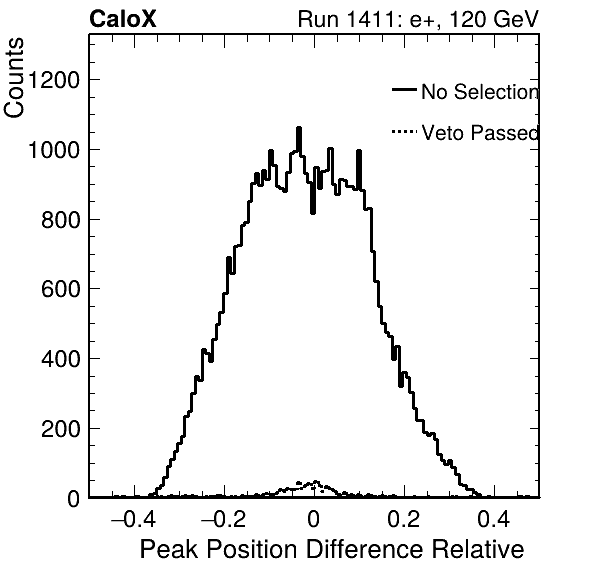 CaloX Run 1411: e+, 120 GeV
Counts
1200
1000
800
600
400
200
0
No Selection
Veto Passed
−0.4 −0.2 0 0.2 0.4
Peak Position Difference Relative